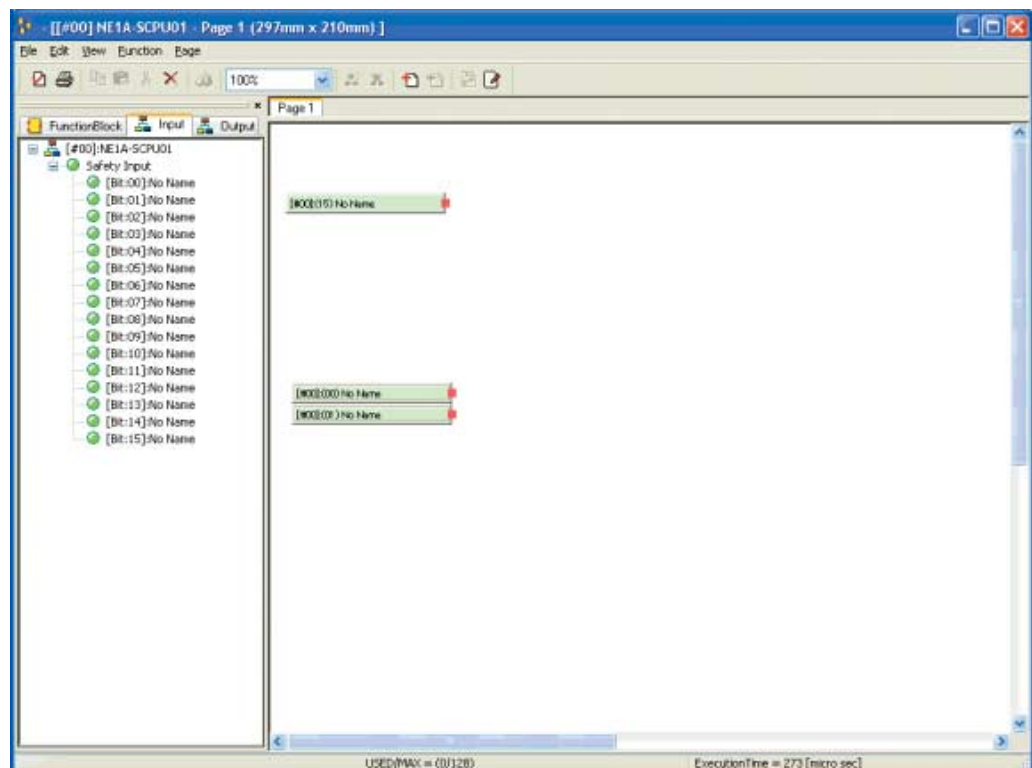 [[#00] NE1A-SCPU01 - Page 1 (297mm x 210mm) ]
File Edit View Function Page
100%
Page 1
FunctionBlock Input Output
[#00]:NE1A-SCPU01
Safety Input
[Bit:00]:No Name
[Bit:01]:No Name
[Bit:02]:No Name
[Bit:03]:No Name
[Bit:04]:No Name
[Bit:05]:No Name
[Bit:06]:No Name
[Bit:07]:No Name
[Bit:08]:No Name
[Bit:09]:No Name
[Bit:10]:No Name
[Bit:11]:No Name
[Bit:12]:No Name
[Bit:13]:No Name
[Bit:14]:No Name
[Bit:15]:No Name
[#00]:(15) No Name
[#00]:(00) No Name
[#00]:(01) No Name
USED/MAX = (0/128)
ExecutionTime = 273 [micro sec]